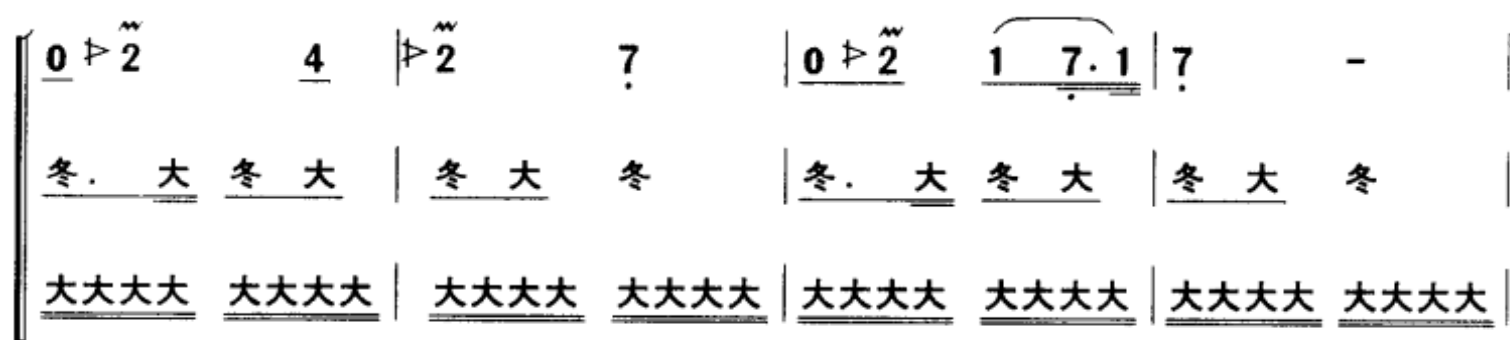 0 2 4 | 2 7 | 0 2 1 7. 1 | 7 -
冬. 大 冬 大 | 冬 大 冬 | 冬. 大 冬 大 | 冬 大 冬
大大大大 大大大大 | 大大大大 大大大大 | 大大大大 大大大大 | 大大大大 大大大大